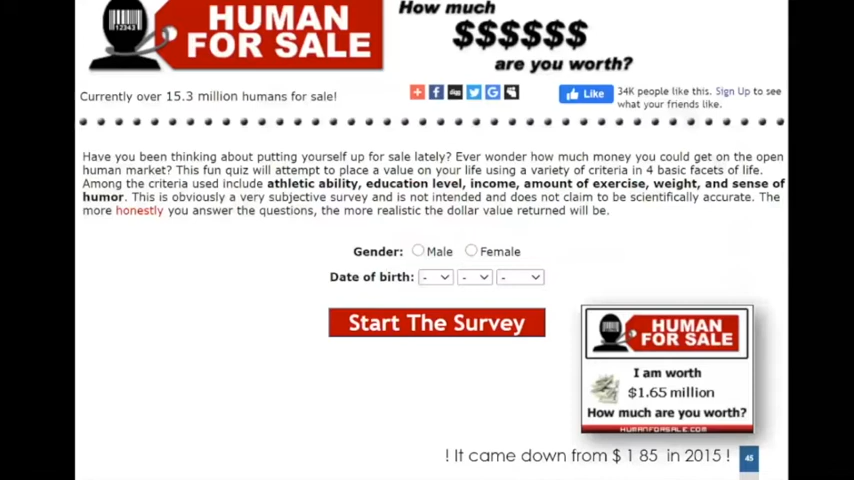 HUMAN
FOR SALE
12343
How much
$$$$$$
are you worth?
Currently over 15.3 million humans for sale!
Like
34K people like this. Sign Up to see
what your friends like.
Have you been thinking about putting yourself up for sale lately? Ever wonder how much money you could get on the open
human market? This fun quiz will attempt to place a value on your life using a variety of criteria in 4 basic facets of life.
Among the criteria used include athletic ability, education level, income, amount of exercise, weight, and sense of
humor. This is obviously a very subjective survey and is not intended and does not claim to be scientifically accurate. The
more honestly you answer the questions, the more realistic the dollar value returned will be.
Gender: Male Female
Date of birth: - - -
Start The Survey
HUMAN
FOR SALE
I am worth
$1.65 million
How much are you worth?
HUMANFORSALE.COM
! It came down from $ 1 85 in 2015 !
45